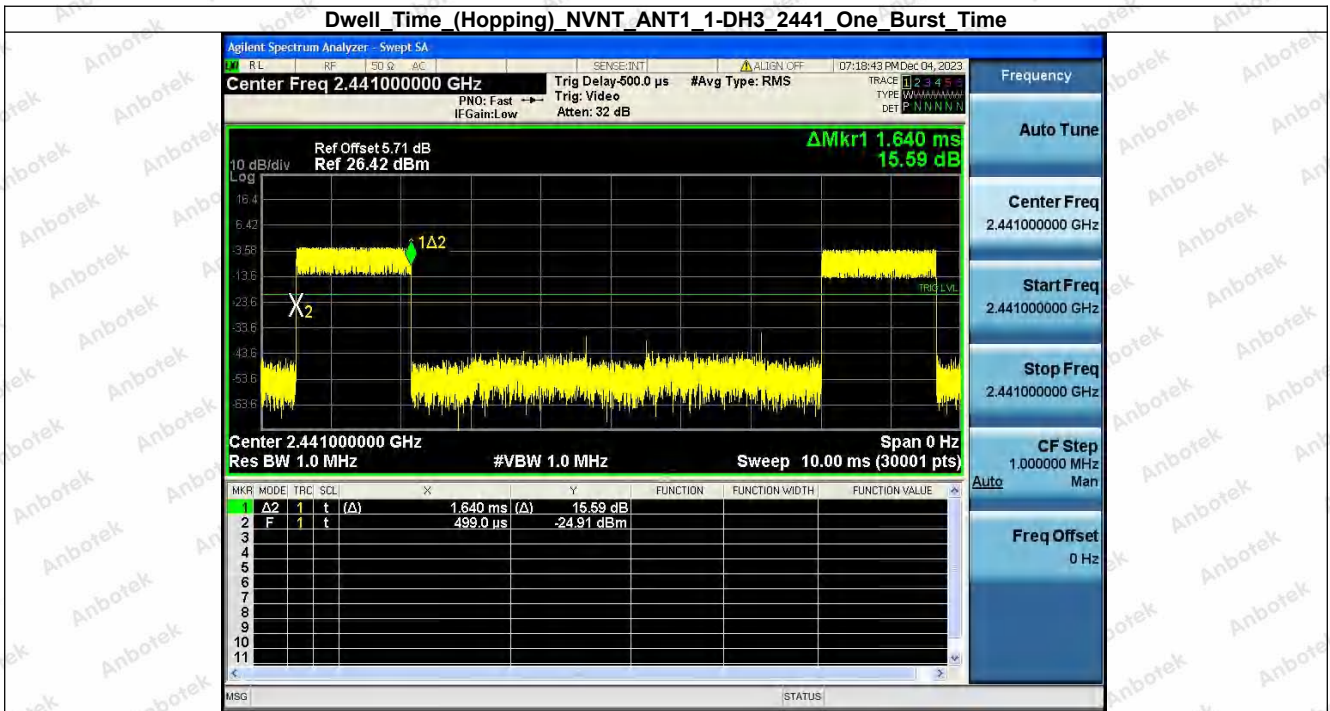 Dwell_Time_(Hopping)_NVNT_ANT1_1-DH3_2441_One_Burst_Time
Agilent Spectrum Analyzer - Swept SA
RL RF 50 Ω AC SENSE:INT ALIGN OFF 07:18:43 PM Dec 04, 2023
Center Freq 2.441000000 GHz
PNO: Fast
IFGain:Low
Trig Delay-500.0 µs #Avg Type: RMS
Trig: Video
Atten: 32 dB
TRACE 1 2 3 4 5 6
TYPE WWWWWW
DET P N N N N N
ΔMkr1 1.640 ms
15.59 dB
Ref Offset 5.71 dB
10 dB/div Ref 26.42 dBm
Log
16.4
6.42
-3.58
-13.6
-23.6
-33.6
-43.6
-53.6
-63.6
1Δ2
X2
TRIG LVL
Center 2.441000000 GHz Span 0 Hz
Res BW 1.0 MHz #VBW 1.0 MHz Sweep 10.00 ms (30001 pts)
MKR MODE TRC SCL X Y FUNCTION FUNCTION WIDTH FUNCTION VALUE
1 Δ2 1 t (Δ) 1.640 ms (Δ) 15.59 dB
2 F 1 t 499.0 µs -24.91 dBm
3
4
5
6
7
8
9
10
11
MSG STATUS
Frequency
Auto Tune
Center Freq
2.441000000 GHz
Start Freq
2.441000000 GHz
Stop Freq
2.441000000 GHz
CF Step
1.000000 MHz
Auto Man
Freq Offset
0 Hz
Anbotek